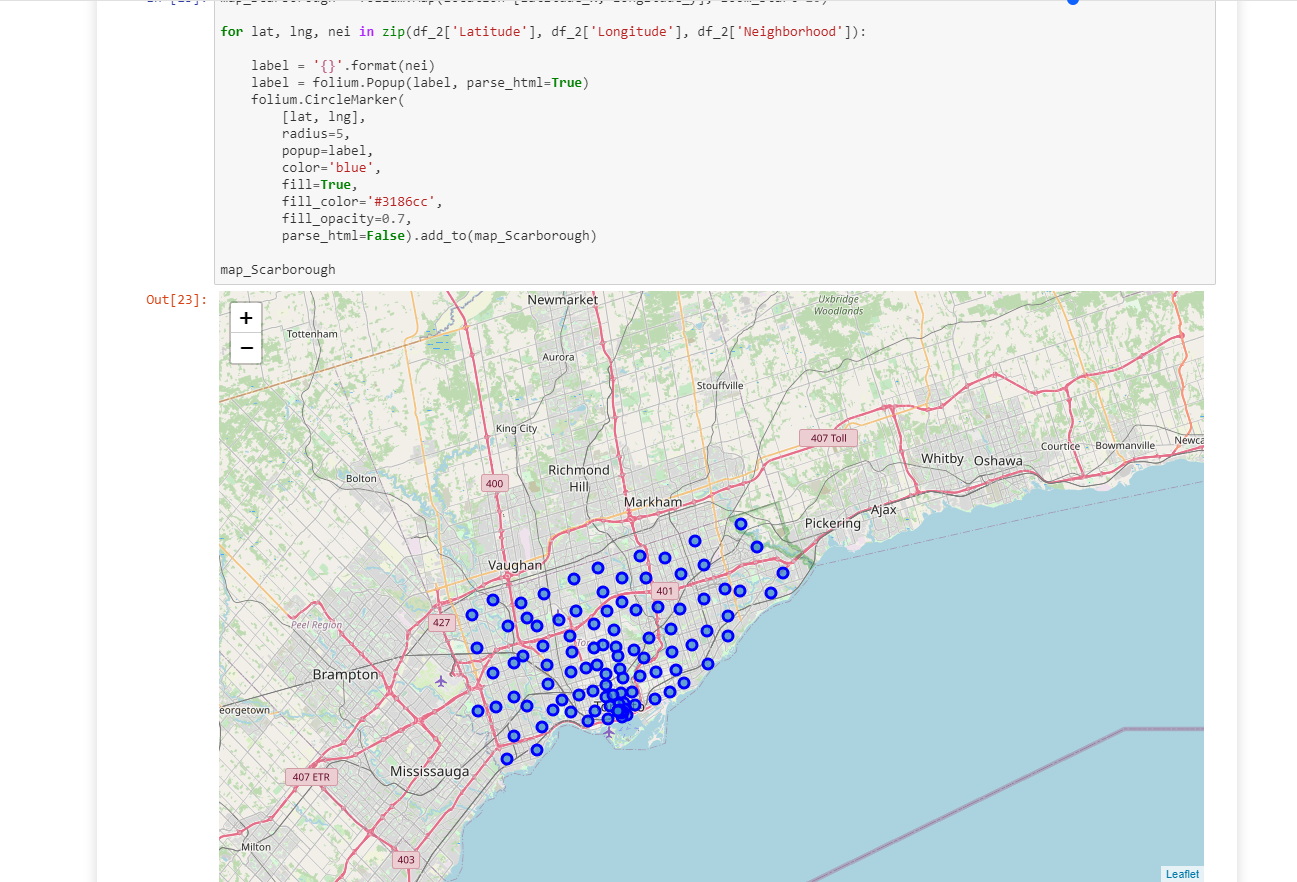 for lat, lng, nei in zip(df_2['Latitude'], df_2['Longitude'], df_2['Neighborhood']):
label = '{}'.format(nei)
label = folium.Popup(label, parse_html=True)
folium.CircleMarker(
[lat, lng],
radius=5,
popup=label,
color='blue',
fill=True,
fill_color='#3186cc',
fill_opacity=0.7,
parse_html=False).add_to(map_Scarborough)
map_Scarborough
Out[23]:
+
−
Newmarket
Uxbridge
Woodlands
Tottenham
Aurora
Stouffville
King City
407 Toll
Courtice
Bowmanville
Newca
Whitby
Oshawa
Richmond
Hill
Bolton
400
Markham
Ajax
Pickering
Vaughan
401
427
Peel Region
Brampton
eorgetown
Mississauga
407 ETR
Milton
403
Leaflet